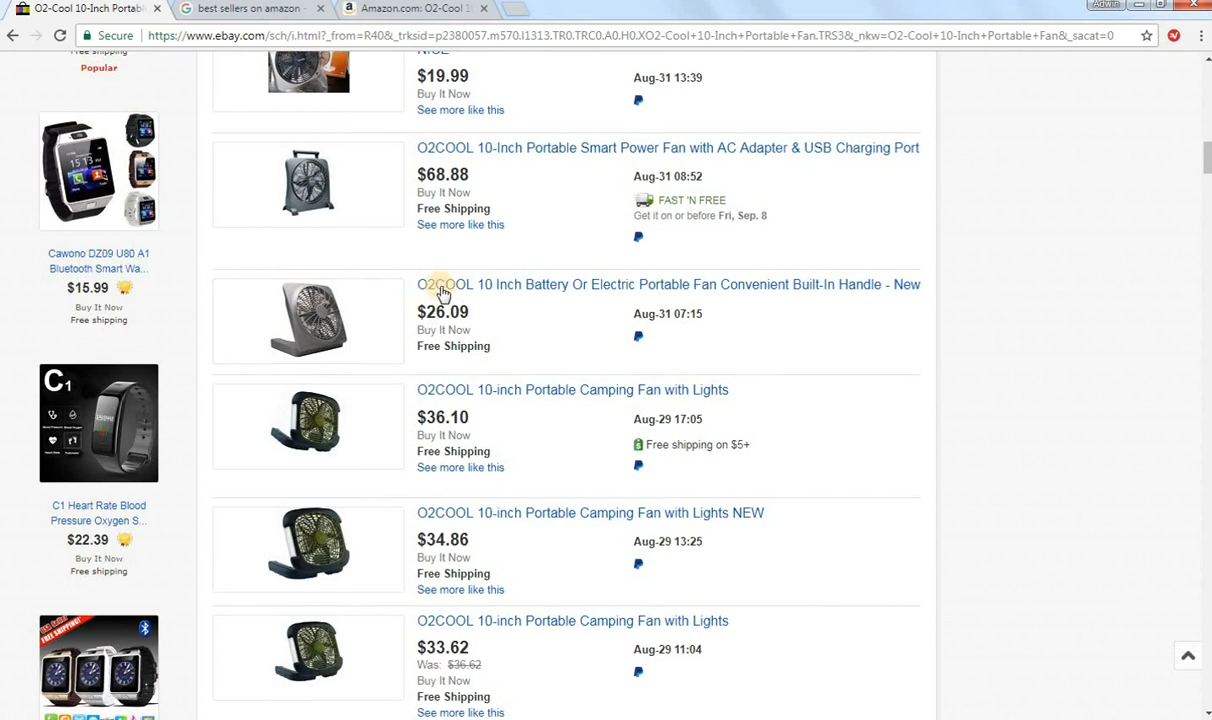 O2-Cool 10-Inch Portab
best sellers on amazon -
Amazon.com: O2-Cool 1
Adwin
Secure
https://www.ebay.com/sch/i.html?_from=R40&_trksid=p2380057.m570.l1313.TR0.TRC0.A0.H0.XO2-Cool+10-Inch+Portable+Fan.TRS3&_nkw=O2-Cool+10-Inch+Portable+Fan&_sacat=0
Free shipping
Popular
Cawono DZ09 U80 A1
Bluetooth Smart Wa...
$15.99
Buy It Now
Free shipping
C1
C1 Heart Rate Blood
Pressure Oxygen S...
$22.39
Buy It Now
Free shipping
NICE
$19.99
Buy It Now
See more like this
Aug-31 13:39
O2COOL 10-Inch Portable Smart Power Fan with AC Adapter & USB Charging Port
$68.88
Buy It Now
Free Shipping
See more like this
Aug-31 08:52
FAST 'N FREE
Get it on or before Fri, Sep. 8
O2COOL 10 Inch Battery Or Electric Portable Fan Convenient Built-In Handle - New
$26.09
Buy It Now
Free Shipping
Aug-31 07:15
O2COOL 10-inch Portable Camping Fan with Lights
$36.10
Buy It Now
Free Shipping
See more like this
Aug-29 17:05
Free shipping on $5+
O2COOL 10-inch Portable Camping Fan with Lights NEW
$34.86
Buy It Now
Free Shipping
See more like this
Aug-29 13:25
O2COOL 10-inch Portable Camping Fan with Lights
$33.62
Was: $36.62
Buy It Now
Free Shipping
See more like this
Aug-29 11:04